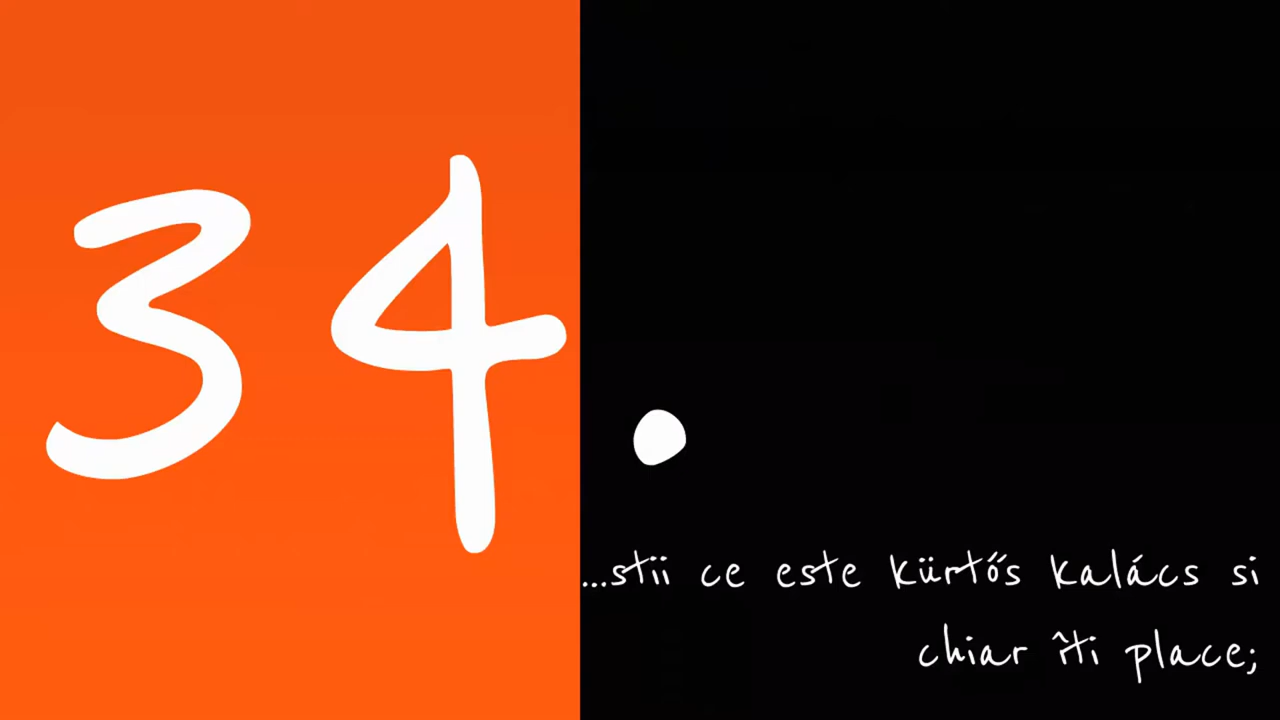 34.
...stii ce este kürtős kalács si
chiar îti place;